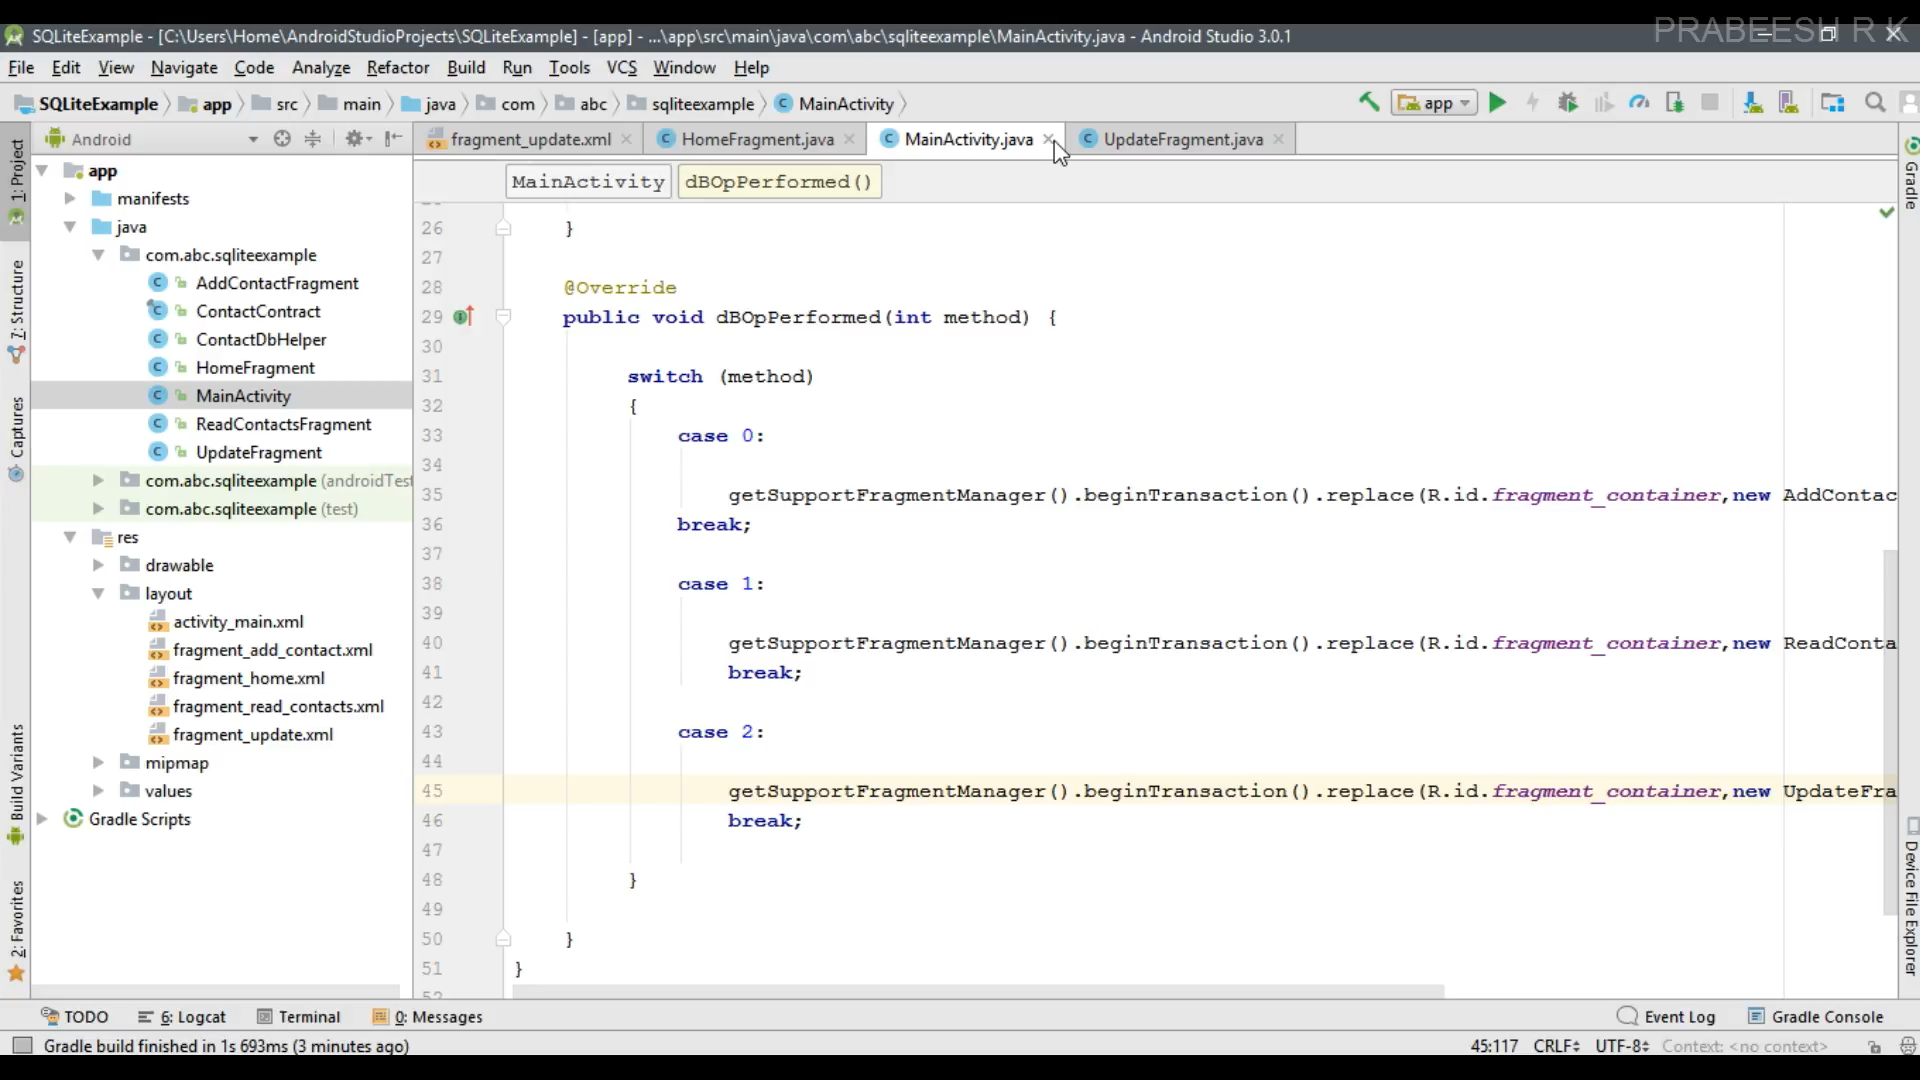 PRABEESH R K
SQLiteExample - [C:\Users\Home\AndroidStudioProjects\SQLiteExample] - [app] - ...\app\src\main\java\com\abc\sqliteexample\MainActivity.java - Android Studio 3.0.1
File Edit View Navigate Code Analyze Refactor Build Run Tools VCS Window Help
SQLiteExample app src main java com abc sqliteexample MainActivity app
Android
fragment_update.xml HomeFragment.java MainActivity.java UpdateFragment.java
MainActivity dBOpPerformed()
1: Project
7: Structure
Captures
Build Variants
2: Favorites
app
manifests
java
com.abc.sqliteexample
AddContactFragment
ContactContract
ContactDbHelper
HomeFragment
MainActivity
ReadContactsFragment
UpdateFragment
com.abc.sqliteexample (androidTest
com.abc.sqliteexample (test)
res
drawable
layout
activity_main.xml
fragment_add_contact.xml
fragment_home.xml
fragment_read_contacts.xml
fragment_update.xml
mipmap
values
Gradle Scripts
26 }
27
28 @Override
29 public void dBOpPerformed(int method) {
30
31 switch (method)
32 {
33 case 0:
34
35 getSupportFragmentManager().beginTransaction().replace(R.id.fragment_container,new AddContac
36 break;
37
38 case 1:
39
40 getSupportFragmentManager().beginTransaction().replace(R.id.fragment_container,new ReadConta
41 break;
42
43 case 2:
44
45 getSupportFragmentManager().beginTransaction().replace(R.id.fragment_container,new UpdateFra
46 break;
47
48 }
49
50 }
51 }
Gradle
Device File Explorer
TODO 6: Logcat Terminal 0: Messages Event Log Gradle Console
Gradle build finished in 1s 693ms (3 minutes ago) 45:117 CRLF UTF-8 Context: <no context>